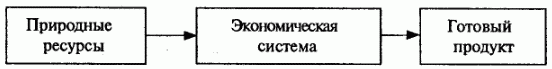 Природные
ресурсы
Экономическая
система
Готовый
продукт